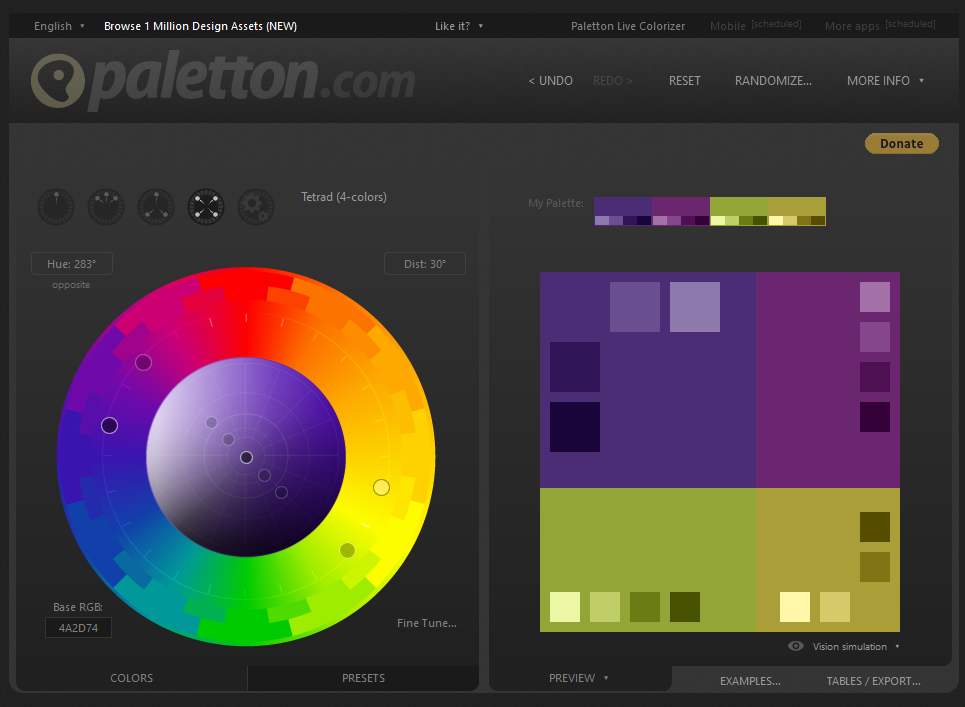 English ▾ Browse 1 Million Design Assets (NEW) Like it? ▾ Paletton Live Colorizer Mobile [scheduled] More apps [scheduled]
paletton.com
< UNDO REDO > RESET RANDOMIZE... MORE INFO ▾
Donate
Tetrad (4-colors)
My Palette:
Hue: 283° Dist: 30°
opposite
Base RGB:
4A2D74
Fine Tune...
Vision simulation ▾
COLORS PRESETS PREVIEW ▾ EXAMPLES... TABLES / EXPORT...